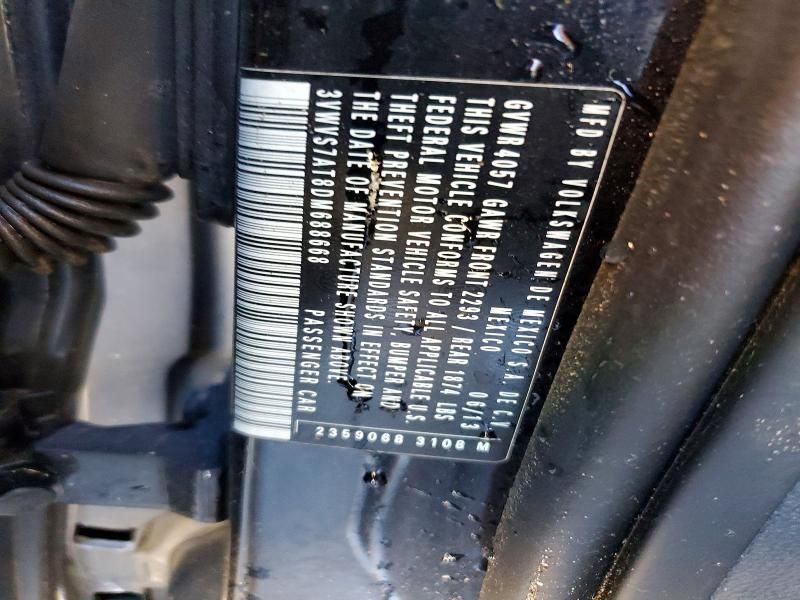 MFD BY VOLKSWAGEN DE MEXICO S.A. DE C.V.
MEXICO 06/13
GVWR 4057 GAWR FRONT 2293 / REAR 1874 LBS
THIS VEHICLE CONFORMS TO ALL APPLICABLE U.S.
FEDERAL MOTOR VEHICLE SAFETY BUMPER AND
THEFT PREVENTION STANDARDS IN EFFECT ON
THE DATE OF MANUFACTURE SHOWN ABOVE
3VWVS7AT8DM686668 PASSENGER CAR
2359068 3108 M